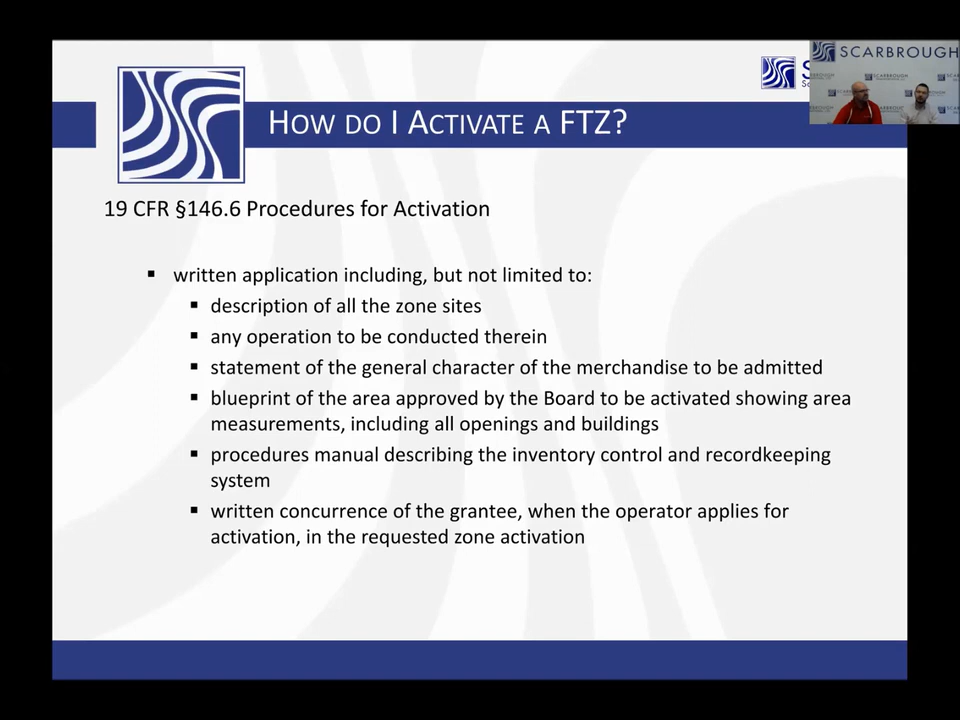 SCARBROUGH
HOW DO I ACTIVATE A FTZ?
19 CFR §146.6 Procedures for Activation
▪ written application including, but not limited to:
▪ description of all the zone sites
▪ any operation to be conducted therein
▪ statement of the general character of the merchandise to be admitted
▪ blueprint of the area approved by the Board to be activated showing area
measurements, including all openings and buildings
▪ procedures manual describing the inventory control and recordkeeping
system
▪ written concurrence of the grantee, when the operator applies for
activation, in the requested zone activation